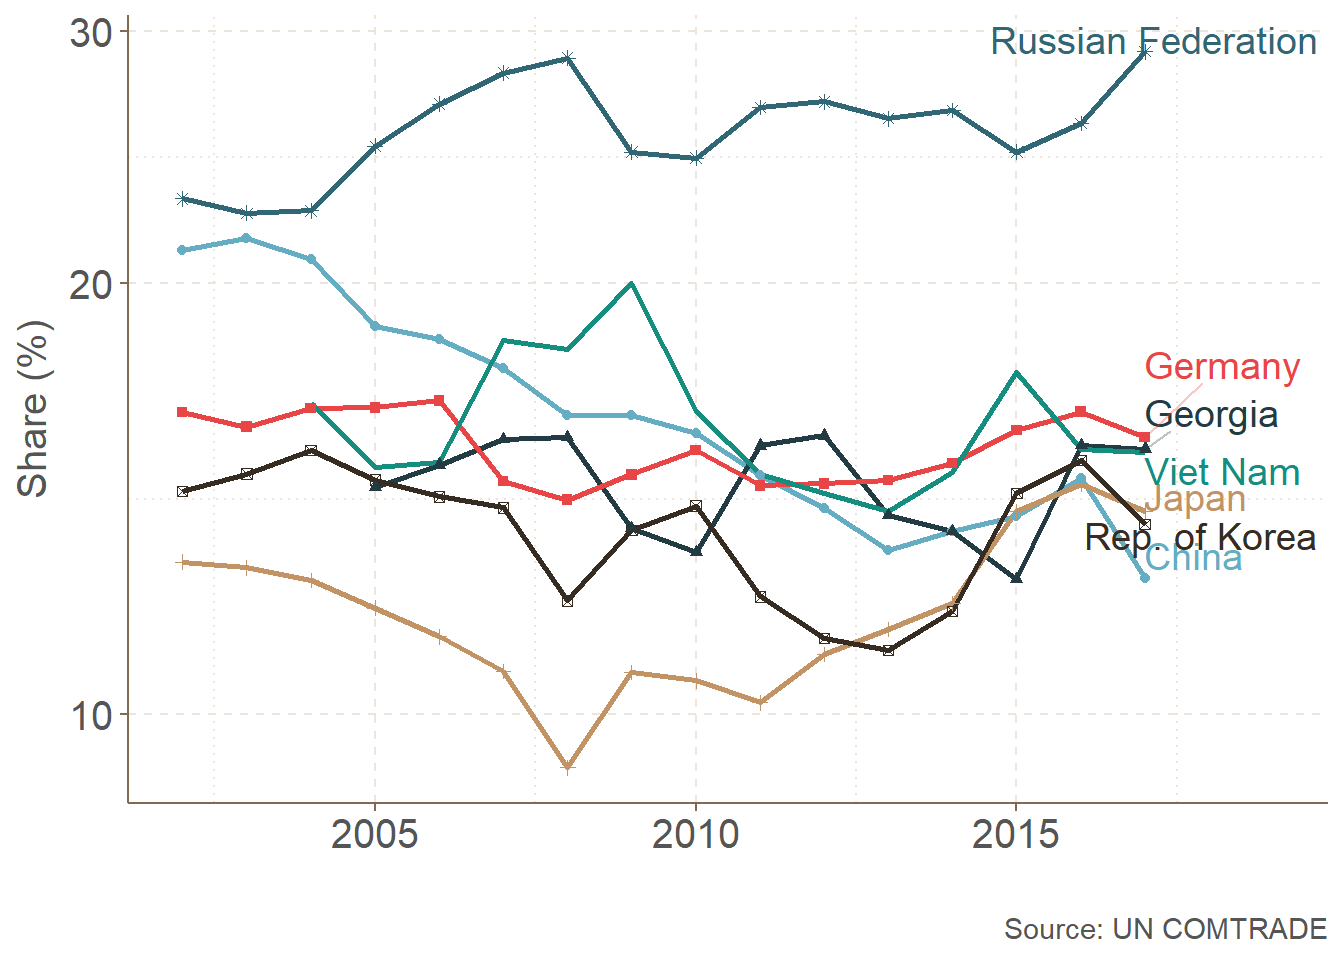 30
20
10
Share (%)
Russian Federation
Germany
Georgia
Viet Nam
Japan
Rep. of Korea
China
2005
2010
2015
Source: UN COMTRADE